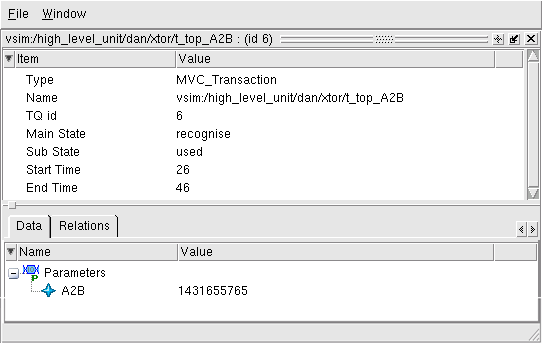 File Window
vsim:/high_level_unit/dan/xtor/t_top_A2B : (id 6)
Item Value
Type MVC_Transaction
Name vsim:/high_level_unit/dan/xtor/t_top_A2B
TQ id 6
Main State recognise
Sub State used
Start Time 26
End Time 46
Data Relations
Name Value
Parameters
A2B 1431655765